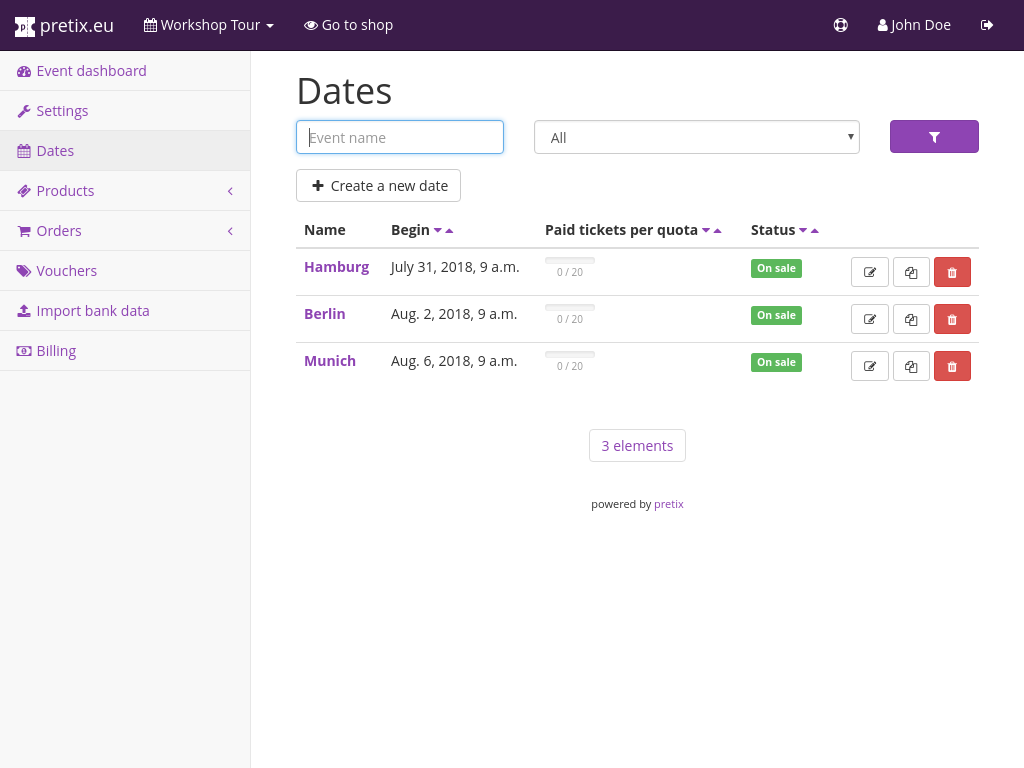 pretix.eu Workshop Tour Go to shop John Doe
Event dashboard
Settings
Dates
Products
Orders
Vouchers
Import bank data
Billing
Dates
Event name All
Create a new date
Name Begin Paid tickets per quota Status
Hamburg July 31, 2018, 9 a.m. 0 / 20 On sale
Berlin Aug. 2, 2018, 9 a.m. 0 / 20 On sale
Munich Aug. 6, 2018, 9 a.m. 0 / 20 On sale
3 elements
powered by pretix